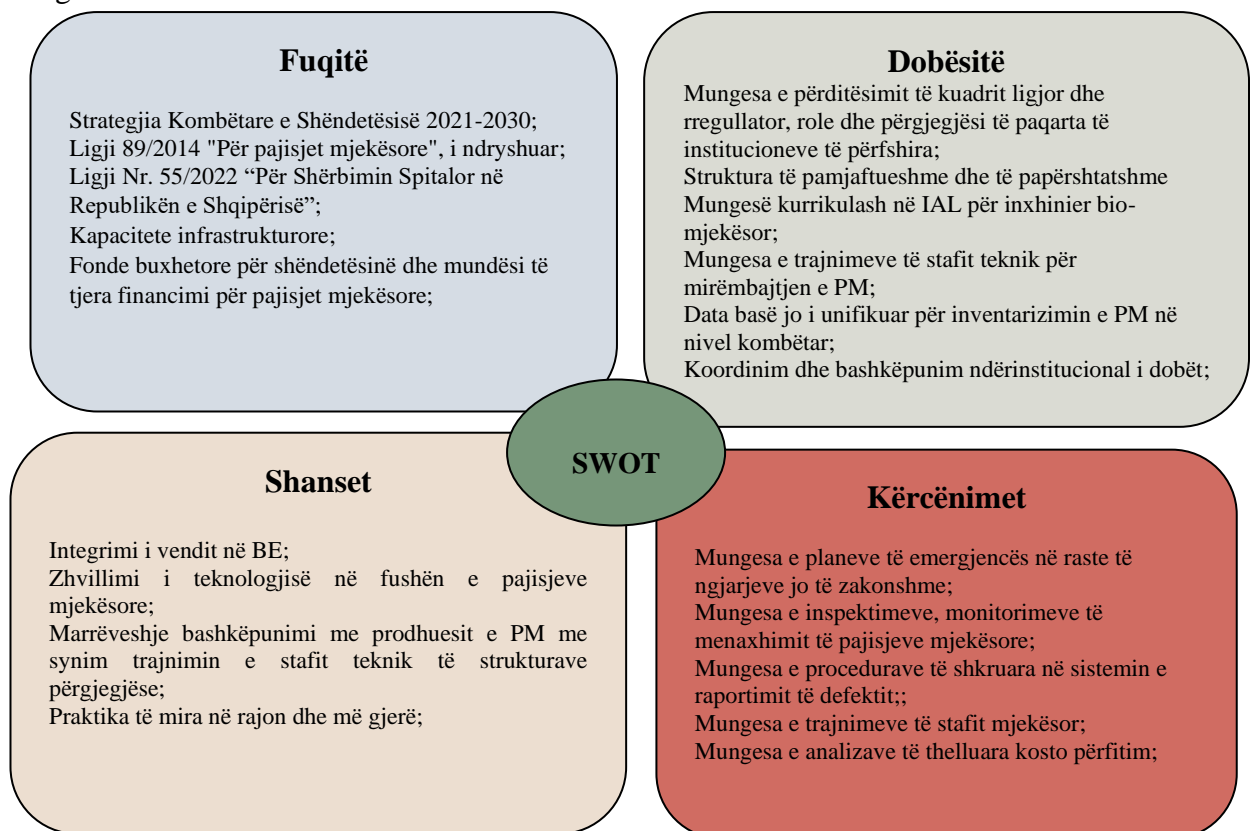 Fuqitë
Strategjia Kombëtare e Shëndetësisë 2021-2030;
Ligji 89/2014 "Për pajisjet mjekësore", i ndryshuar;
Ligji Nr. 55/2022 “Për Shërbimin Spitalor në
Republikën e Shqipërisë”;
Kapacitete infrastrukturore;
Fonde buxhetore për shëndetësinë dhe mundësi të
tjera financimi për pajisjet mjekësore;
Dobësitë
Mungesa e përditësimit të kuadrit ligjor dhe
rregullator, role dhe përgjegjësi të paqarta të
institucioneve të përfshira;
Struktura të pamjaftueshme dhe të papërshtatshme
Mungesë kurrikulash në IAL për inxhinier bio-
mjekësor;
Mungesa e trajnimeve të stafit teknik për
mirëmbajtjen e PM;
Data basë jo i unifikuar për inventarizimin e PM në
nivel kombëtar;
Koordinim dhe bashkëpunim ndërinstitucional i dobët;
SWOT
Shanset
Integrimi i vendit në BE;
Zhvillimi i teknologjisë në fushën e pajisjeve
mjekësore;
Marrëveshje bashkëpunimi me prodhuesit e PM me
synim trajnimin e stafit teknik të strukturave
përgjegjëse;
Praktika të mira në rajon dhe më gjerë;
Kërcënimet
Mungesa e planeve të emergjencës në raste të
ngjarjeve jo të zakonshme;
Mungesa e inspektimeve, monitorimeve të
menaxhimit të pajisjeve mjekësore;
Mungesa e procedurave të shkruara në sistemin e
raportimit të defektit;;
Mungesa e trajnimeve të stafit mjekësor;
Mungesa e analizave të thelluara kosto përfitim;